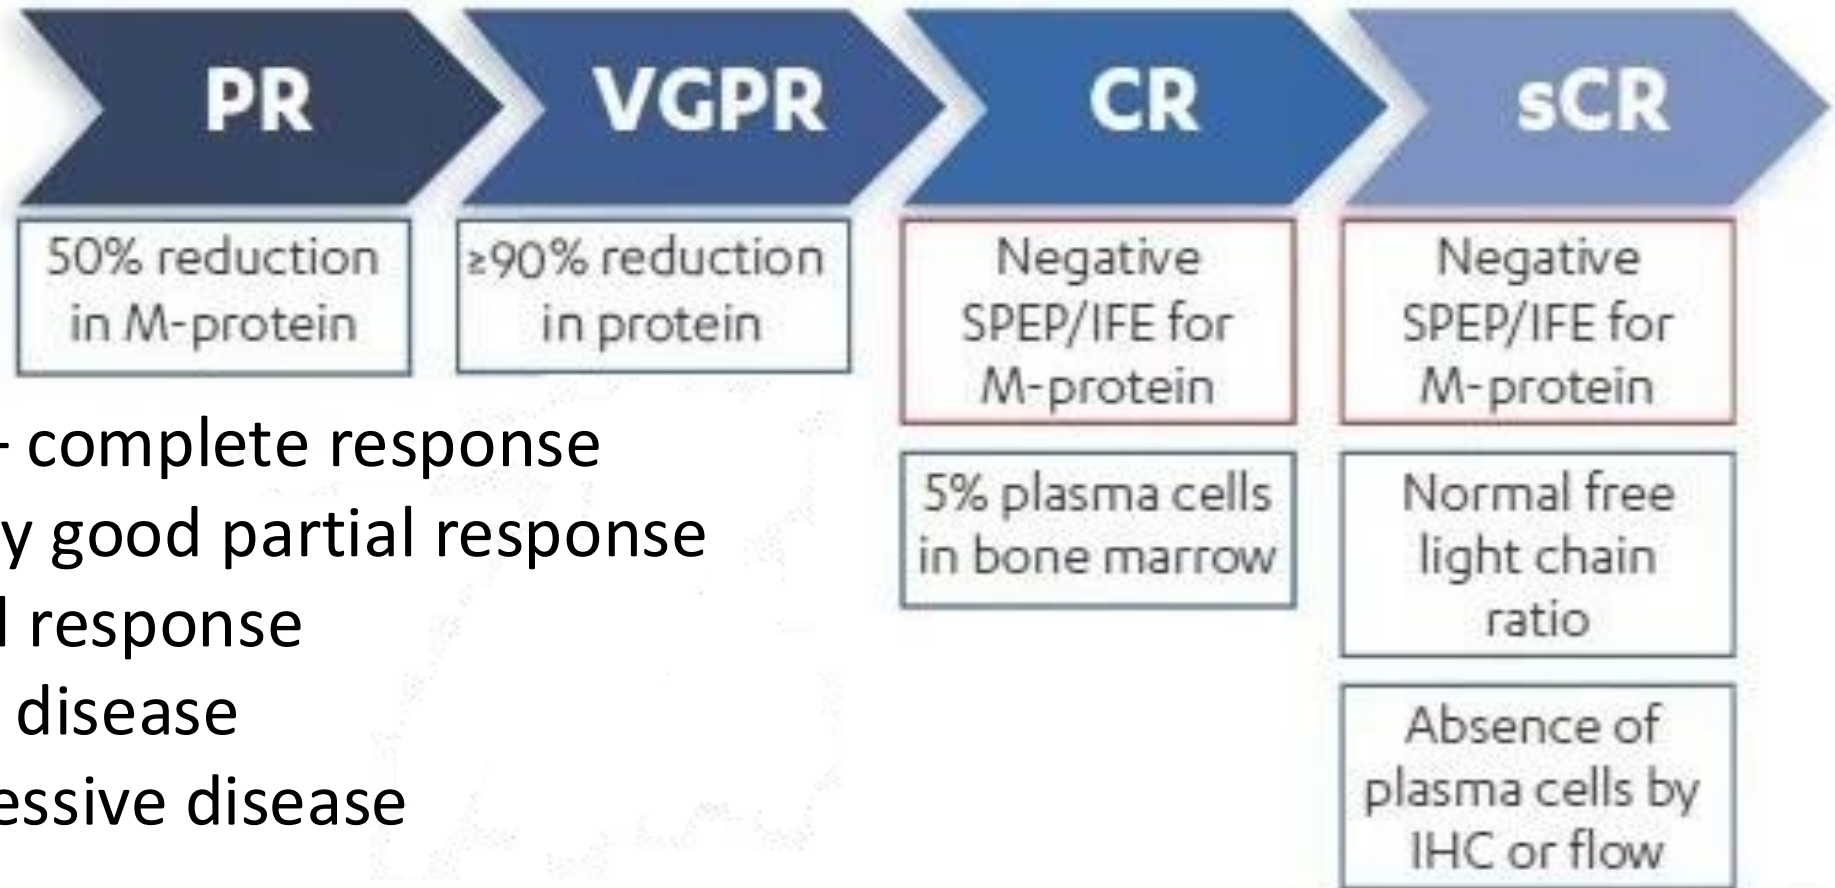 PR
50% reduction
in M-protein
VGPR
≥90% reduction
in protein
CR
Negative
SPEP/IFE for
M-protein
5% plasma cells
in bone marrow
sCR
Negative
SPEP/IFE for
M-protein
Normal free
light chain
ratio
Absence of
plasma cells by
IHC or flow
- complete response
y good partial response
l response
disease
essive disease